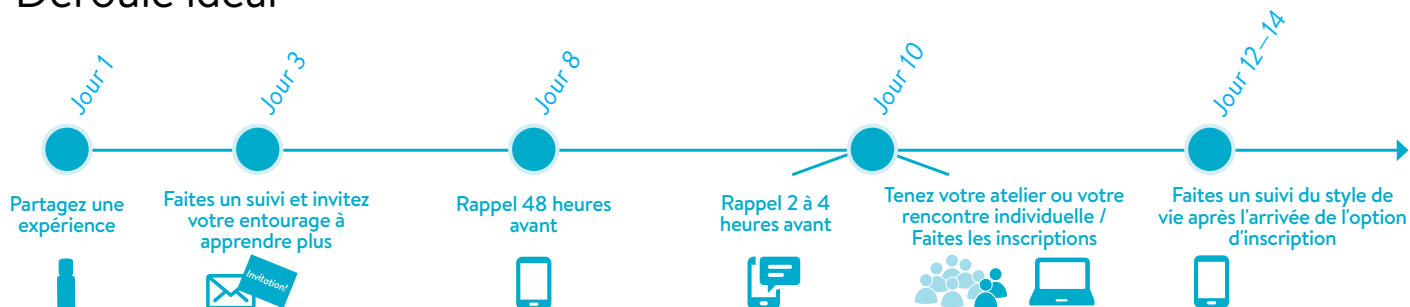 Déroulé idéal
Jour 1
Jour 3
Jour 8
Jour 10
Jour 12—14
Partagez une
expérience
Faites un suivi et invitez
votre entourage à
apprendre plus
Invitation!
Rappel 48 heures
avant
Rappel 2 à 4
heures avant
Tenez votre atelier ou votre
rencontre individuelle /
Faites les inscriptions
Faites un suivi du style de
vie après l'arrivée de l'option
d'inscription